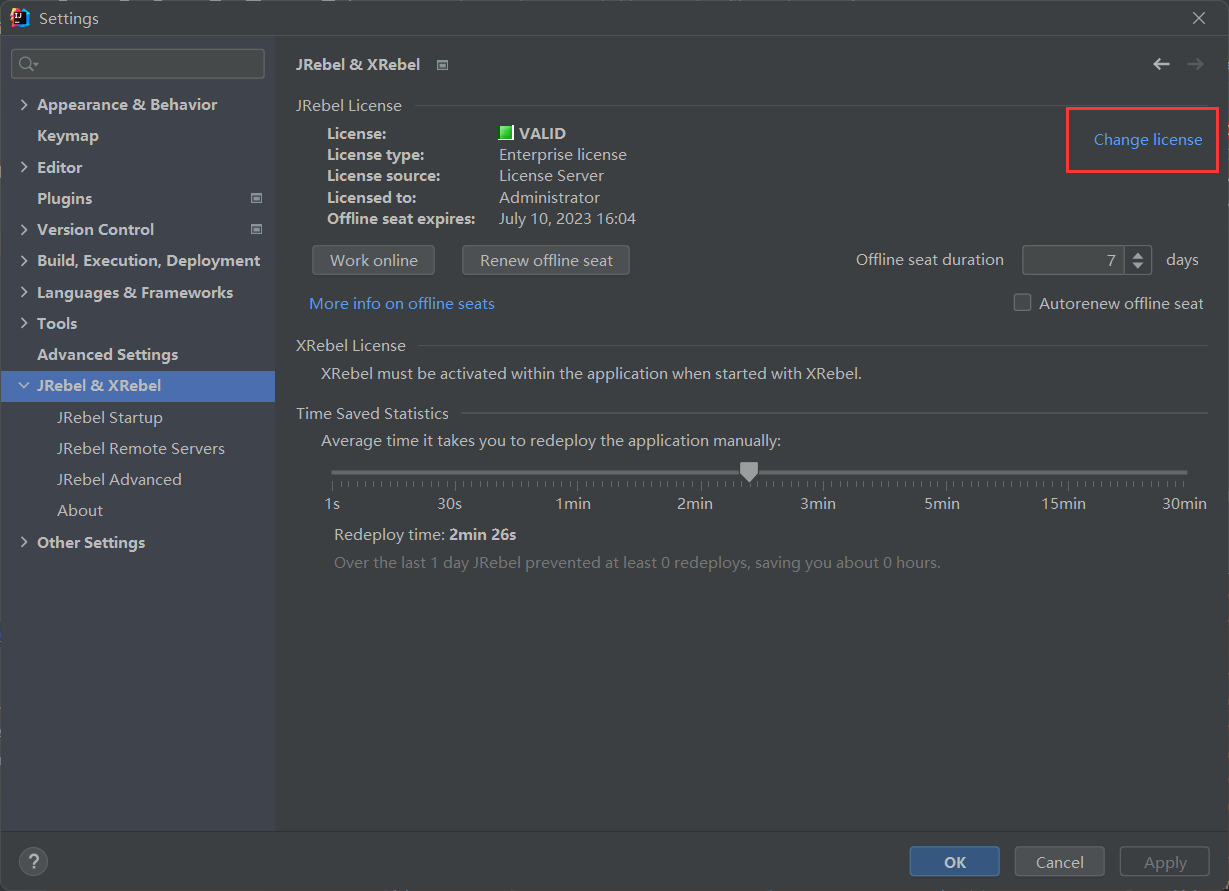 Settings
JRebel & XRebel
Appearance & Behavior
Keymap
Editor
Plugins
Version Control
Build, Execution, Deployment
Languages & Frameworks
Tools
Advanced Settings
JRebel & XRebel
JRebel Startup
JRebel Remote Servers
JRebel Advanced
About
Other Settings
JRebel License
License: VALID
Change license
License type: Enterprise license
License source: License Server
Licensed to: Administrator
Offline seat expires: July 10, 2023 16:04
Work online Renew offline seat Offline seat duration 7 days
More info on offline seats Autorenew offline seat
XRebel License
XRebel must be activated within the application when started with XRebel.
Time Saved Statistics
Average time it takes you to redeploy the application manually:
1s 30s 1min 2min 3min 5min 15min 30min
Redeploy time: 2min 26s
Over the last 1 day JRebel prevented at least 0 redeploys, saving you about 0 hours.
? OK Cancel Apply